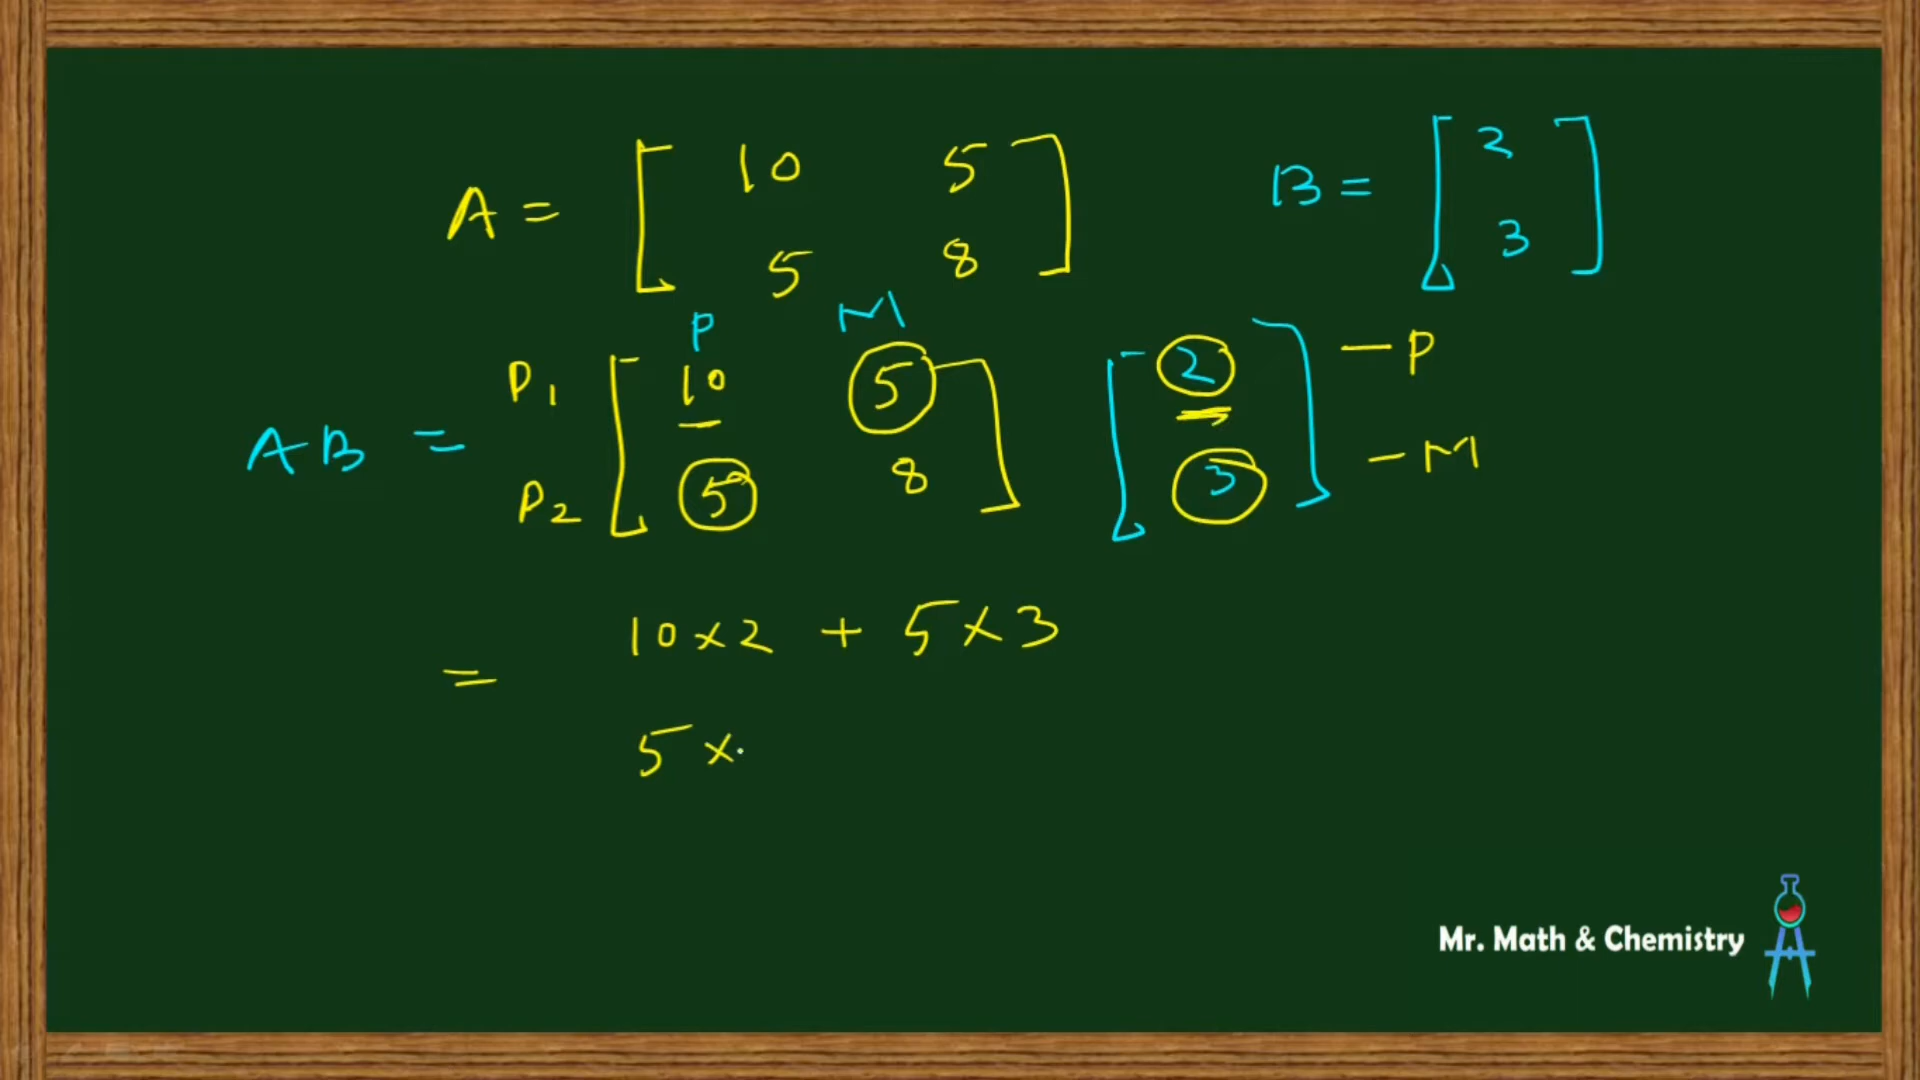 A = [ 10 5 B = [ 2
5 8 ] 3 ]
P M
P1 [ 10 5 [ 2 — P
AB =
P2 5 8 ] 3 ] – M
10 × 2 + 5 × 3
=
5 ×
Mr. Math & Chemistry